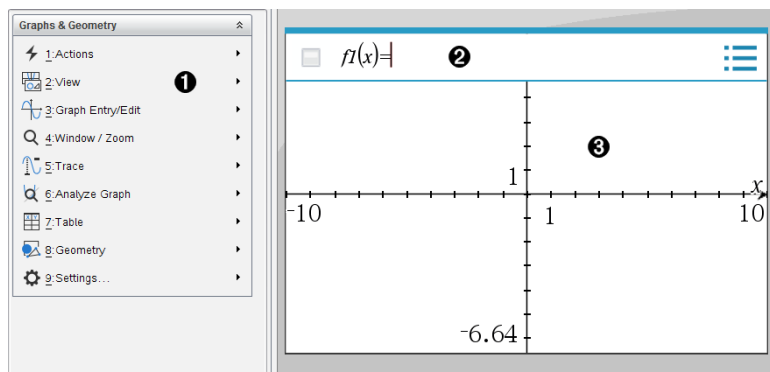 Graphs & Geometry
1:Actions
2:View
❶
3:Graph Entry/Edit
4:Window / Zoom
5:Trace
6:Analyze Graph
7:Table
8:Geometry
9:Settings...
f1(x)=
❷
❸
1
x
-10
1
10
-6.64